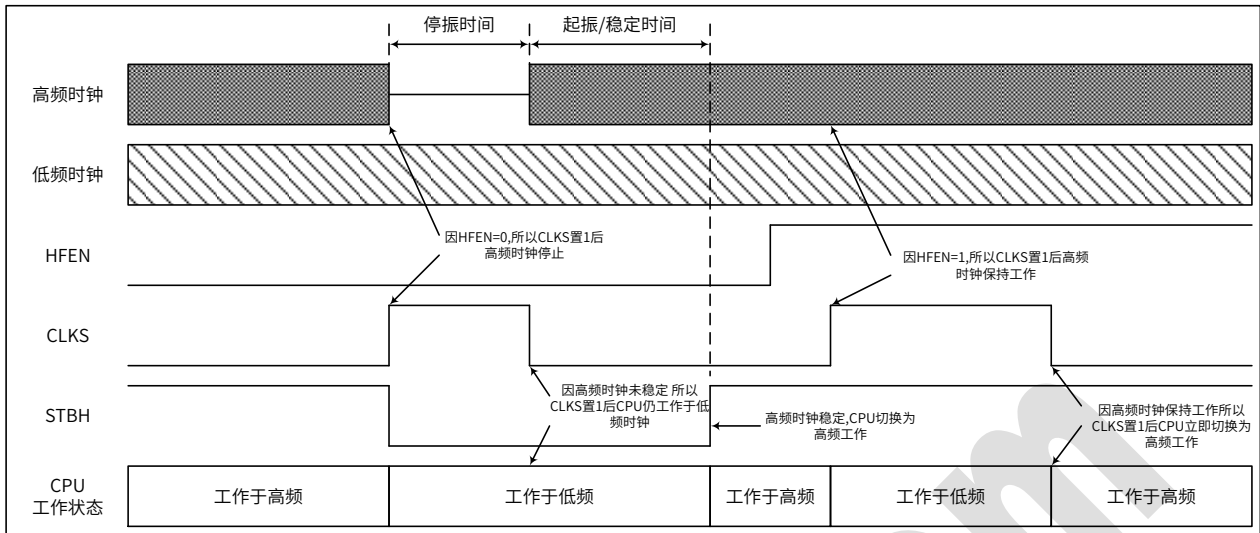 停振时间
起振/稳定时间
高频时钟
低频时钟
HFEN
因HFEN=0,所以CLKS置1后
高频时钟停止
因HFEN=1,所以CLKS置1后高频
时钟保持工作
CLKS
STBH
因高频时钟未稳定 所以
CLKS置1后CPU仍工作于低
频时钟
高频时钟稳定,CPU切换为
高频工作
因高频时钟保持工作所以
CLKS置1后CPU立即切换为
高频工作
CPU
工作状态
工作于高频
工作于低频
工作于高频
工作于低频
工作于高频